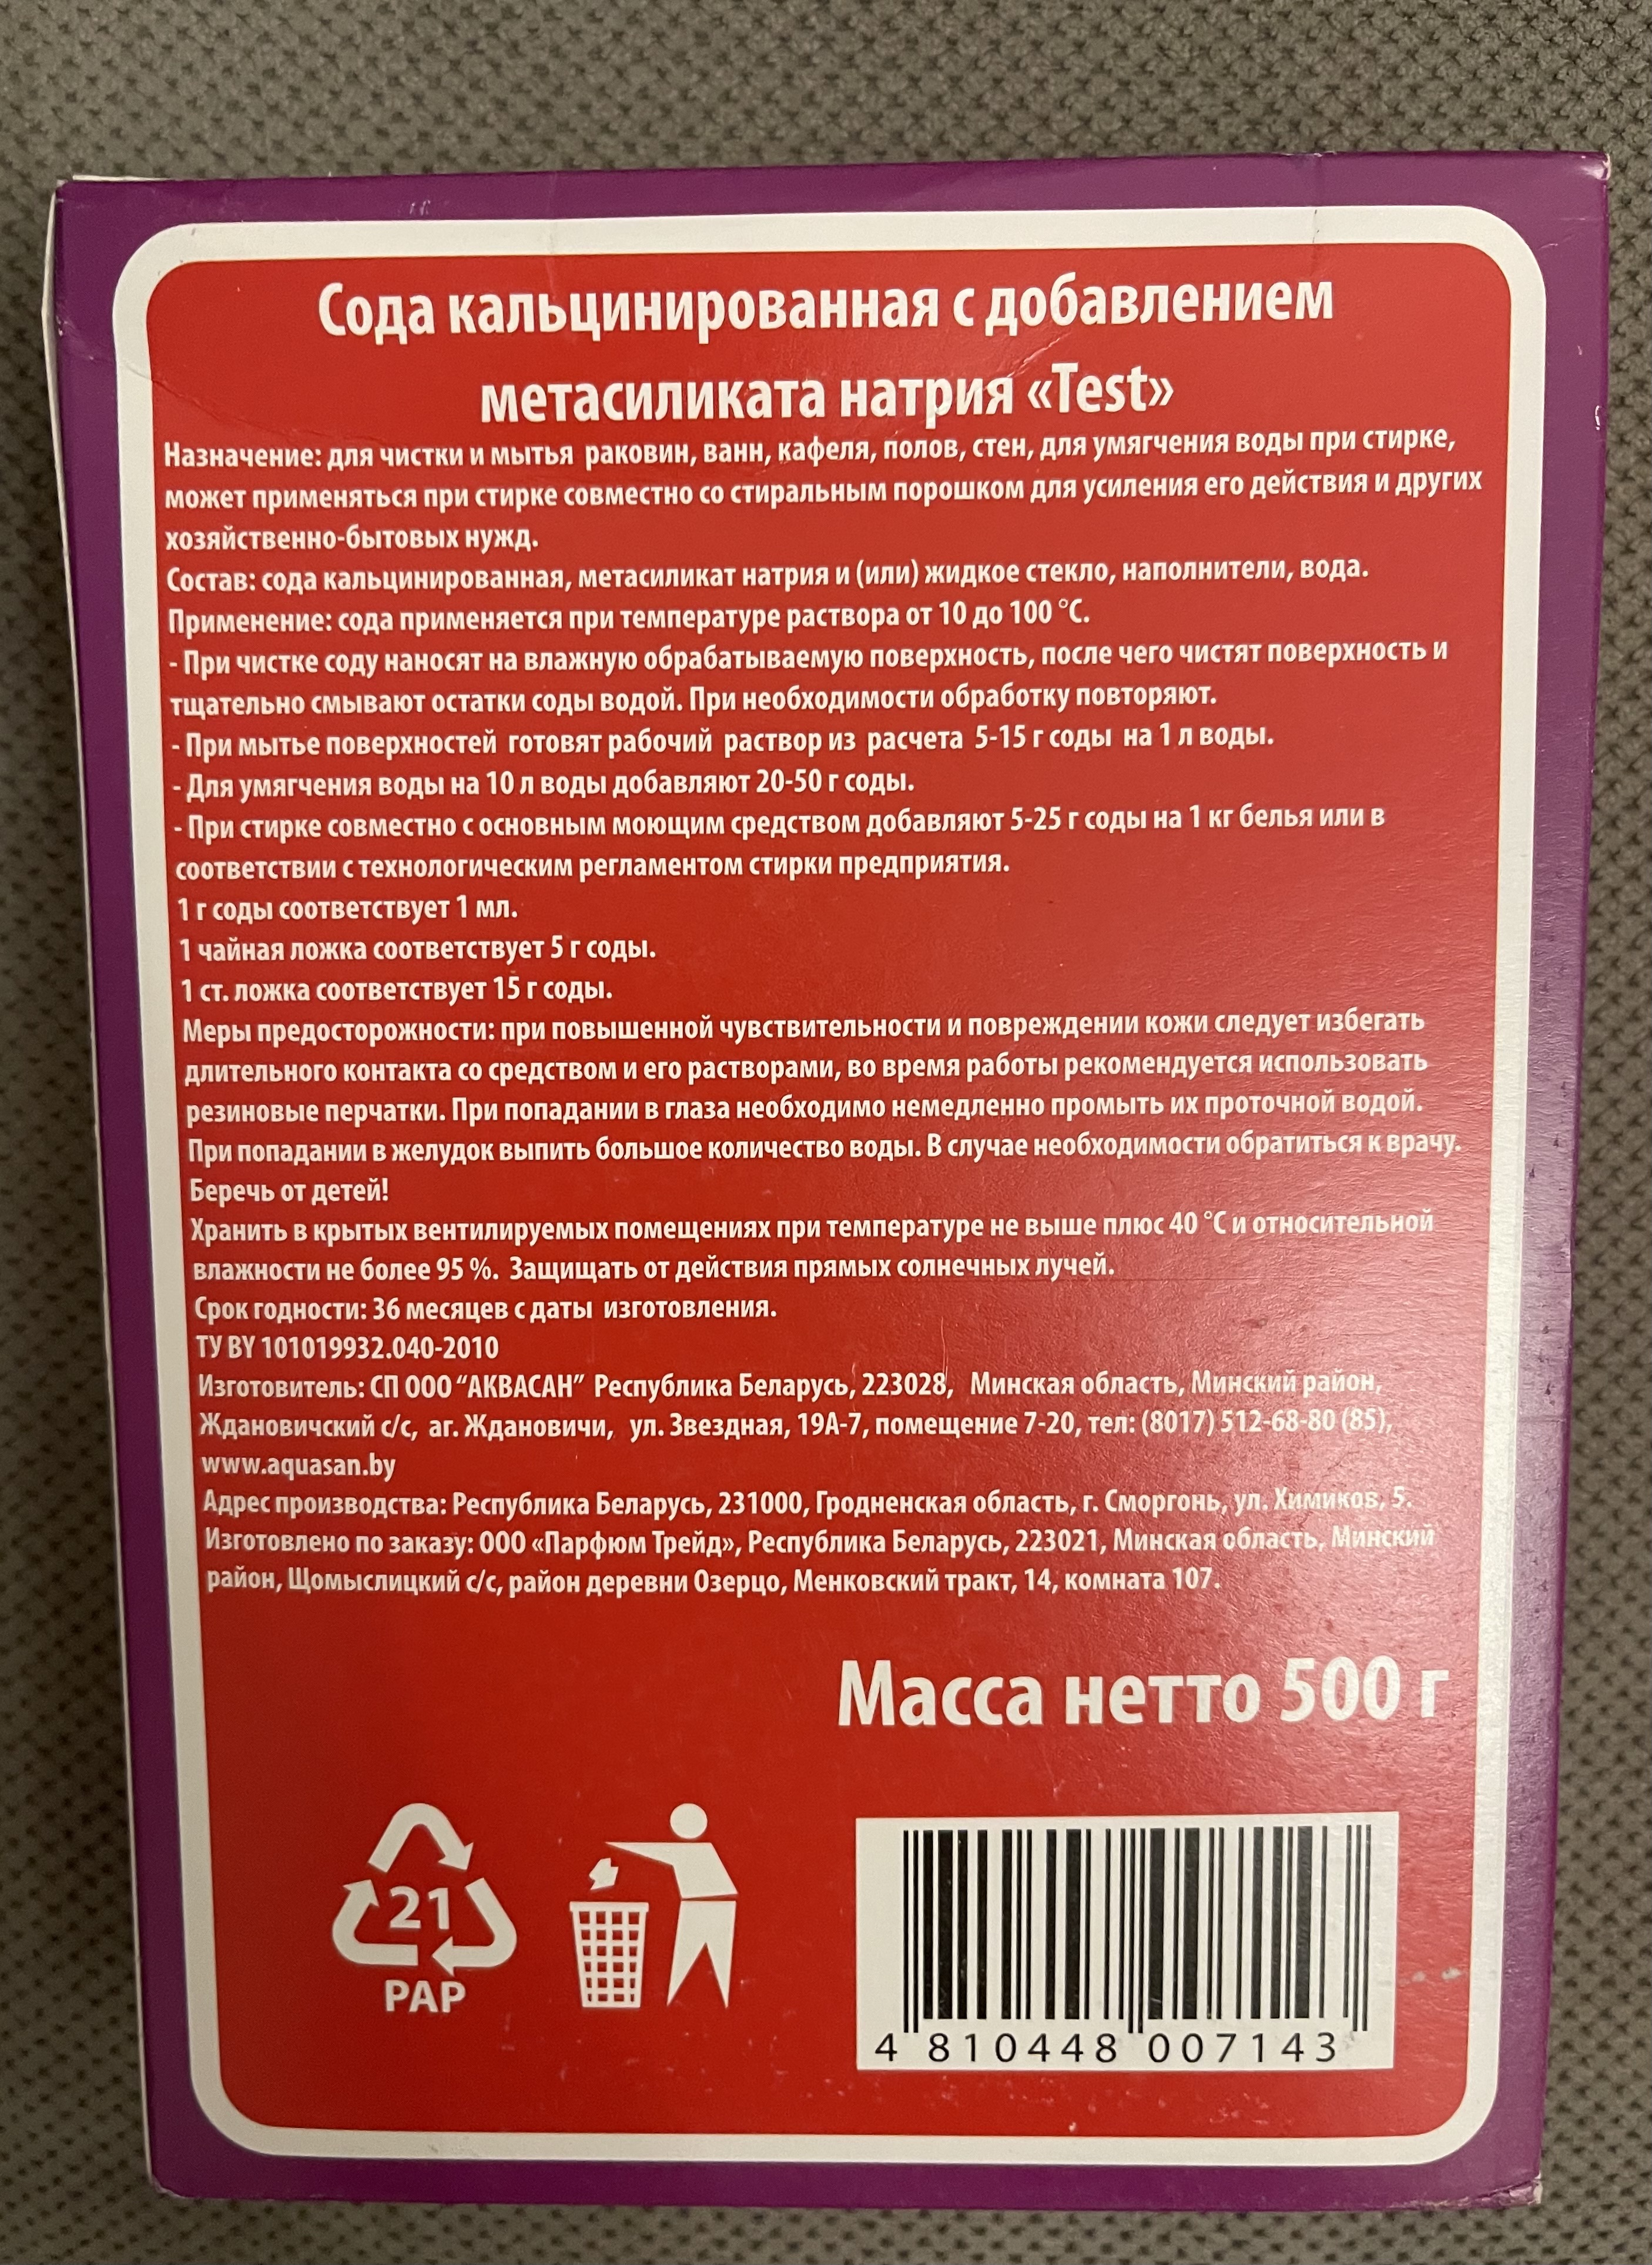 Сода кальцинированная с добавлением
метасиликата натрия «Test»
Назначение: для чистки и мытья раковин, ванн, кафеля, полов, стен, для умягчения воды при стирке,
может применяться при стирке совместно со стиральным порошком для усиления его действия и других
хозяйственно-бытовых нужд.
Состав: сода кальцинированная, метасиликат натрия и (или) жидкое стекло, наполнители, вода.
Применение: сода применяется при температуре раствора от 10 до 100 °С.
- При чистке соду наносят на влажную обрабатываемую поверхность, после чего чистят поверхность и
тщательно смывают остатки соды водой. При необходимости обработку повторяют.
- При мытье поверхностей готовят рабочий раствор из расчета 5-15 г соды на 1 л воды.
- Для умягчения воды на 10 л воды добавляют 20-50 г соды.
- При стирке совместно с основным моющим средством добавляют 5-25 г соды на 1 кг белья или в
соответствии с технологическим регламентом стирки предприятия.
1 г соды соответствует 1 мл.
1 чайная ложка соответствует 5 г соды.
1 ст. ложка соответствует 15 г соды.
Меры предосторожности: при повышенной чувствительности и повреждении кожи следует избегать
длительного контакта со средством и его растворами, во время работы рекомендуется использовать
резиновые перчатки. При попадании в глаза необходимо немедленно промыть их проточной водой.
При попадании в желудок выпить большое количество воды. В случае необходимости обратиться к врачу.
Беречь от детей!
Хранить в крытых вентилируемых помещениях при температуре не выше плюс 40 °С и относительной
влажности не более 95 %. Защищать от действия прямых солнечных лучей.
Срок годности: 36 месяцев с даты изготовления.
ТУ BY 101019932.040-2010
Изготовитель: СП ООО "АКВАСАН" Республика Беларусь, 223028, Минская область, Минский район,
Ждановичский с/с, аг. Ждановичи, ул. Звездная, 19А-7, помещение 7-20, тел: (8017) 512-68-80 (85),
www.aquasan.by
Адрес производства: Республика Беларусь, 231000, Гродненская область, г. Сморгонь, ул. Химиков, 5.
Изготовлено по заказу: ООО «Парфюм Трейд», Республика Беларусь, 223021, Минская область, Минский
район, Щомыслицкий с/с, район деревни Озерцо, Менковский тракт, 14, комната 107.
Масса нетто 500 г
21
PAP
4 810448 007143